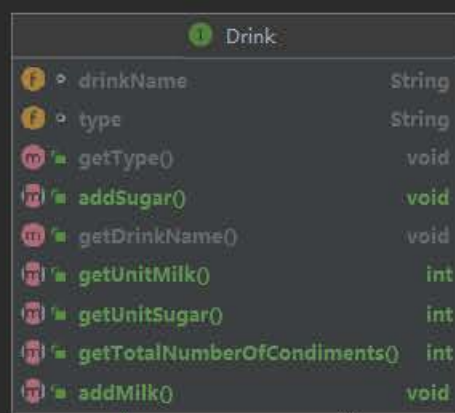 I Drink
f drinkName String
f type String
m getType() void
m addSugar() void
m getDrinkName() void
m getUnitMilk() int
m getUnitSugar() int
m getTotalNumberOfCondiments() int
m addMilk() void